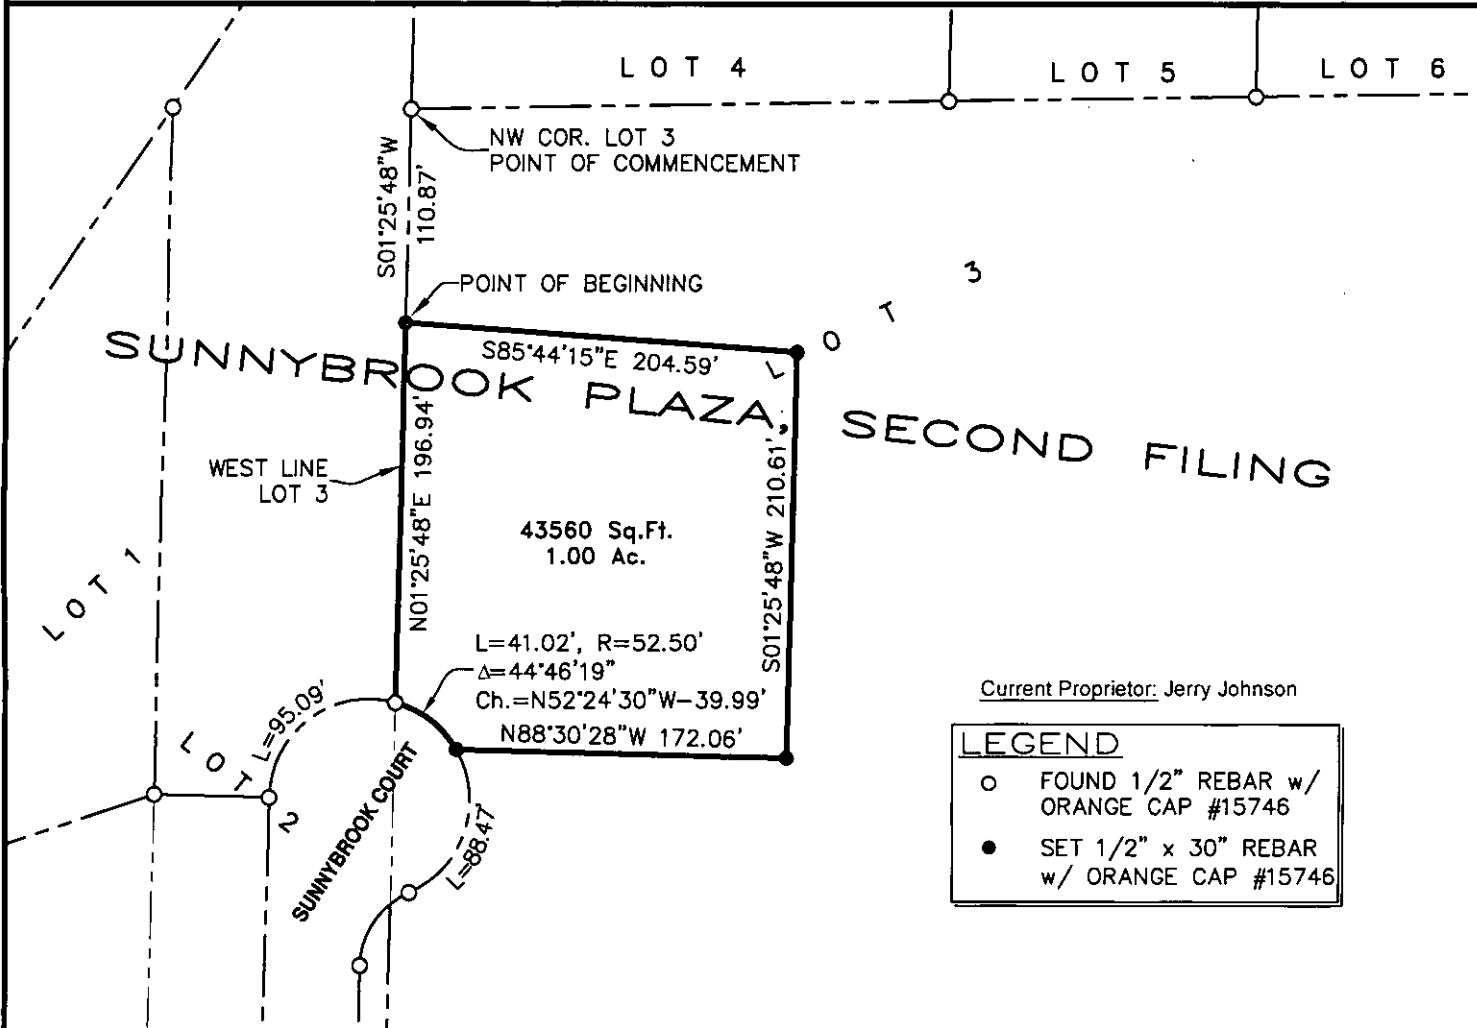 LOT 4
LOT 5
LOT 6
NW COR. LOT 3
POINT OF COMMENCEMENT
S01°25'48"W
110.87'
POINT OF BEGINNING
LOT 3
S85°44'15"E 204.59'
SUNNYBROOK PLAZA, SECOND FILING
WEST LINE
LOT 3
N01°25'48"E 196.94'
S01°25'48"W 210.61'
43560 Sq.Ft.
1.00 Ac.
LOT 1
L=41.02', R=52.50'
Δ=44°46'19"
Ch.=N52°24'30"W-39.99'
N88°30'28"W 172.06'
L=95.09'
LOT 2
SUNNYBROOK COURT
L=88.47'
Current Proprietor: Jerry Johnson
LEGEND
FOUND 1/2" REBAR w/
ORANGE CAP #15746
SET 1/2" x 30" REBAR
w/ ORANGE CAP #15746